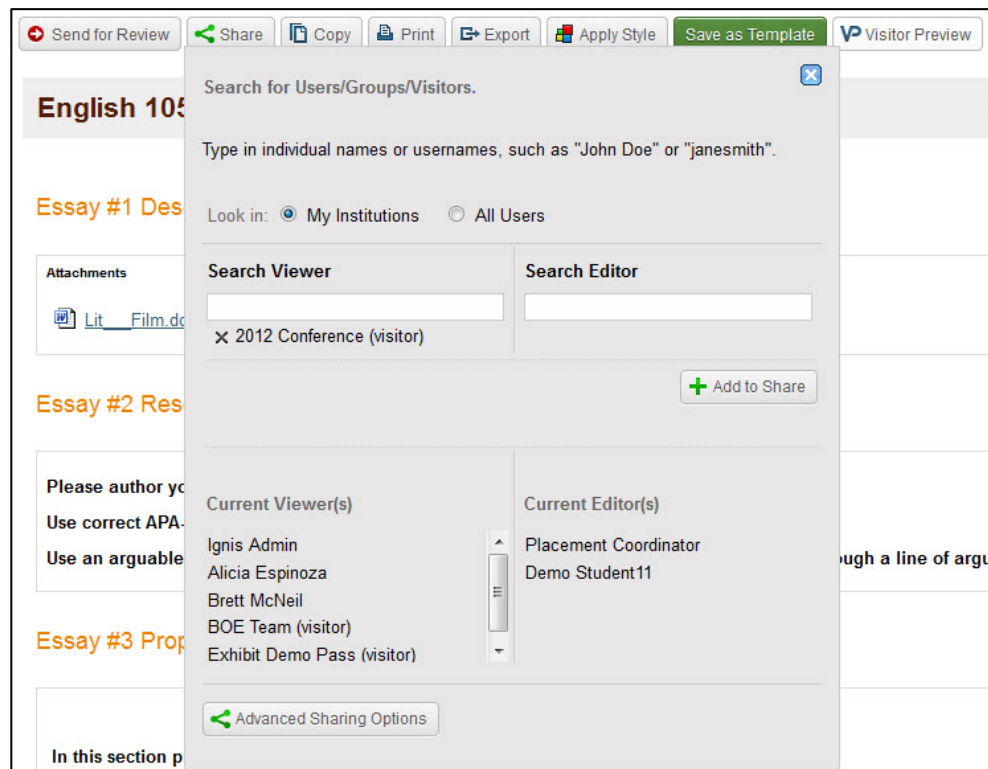 Send for Review Share Copy Print Export Apply Style Save as Template VP Visitor Preview
English 105
Search for Users/Groups/Visitors.
Type in individual names or usernames, such as "John Doe" or "janesmith".
Essay #1 Des
Look in: My Institutions All Users
Attachments
Search Viewer Search Editor
Lit___Film.do
2012 Conference (visitor)
Add to Share
Essay #2 Res
Please author yo
Current Viewer(s) Current Editor(s)
Use correct APA-
Ignis Admin Placement Coordinator
Use an arguable ough a line of argu
Alicia Espinoza Demo Student11
Brett McNeil
BOE Team (visitor)
Essay #3 Prop
Exhibit Demo Pass (visitor)
Advanced Sharing Options
In this section p